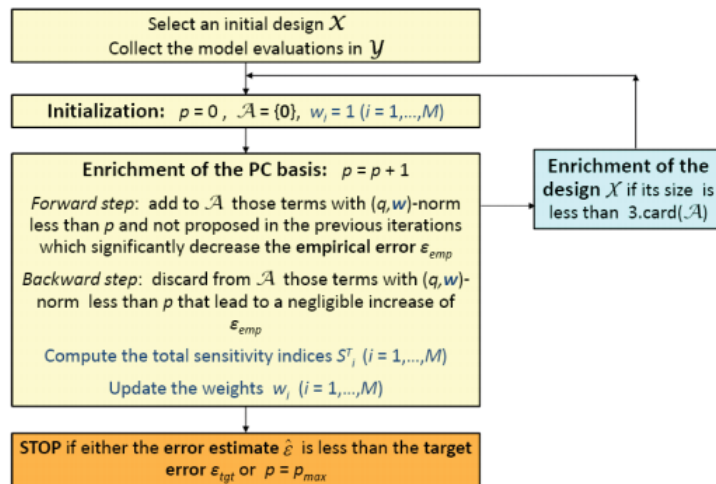 Select an initial design 𝒳
Collect the model evaluations in 𝒴
Initialization: p = 0 , 𝒜 = {0}, wᵢ = 1 (i = 1,...,M)
Enrichment of the PC basis: p = p + 1
Forward step: add to 𝒜 those terms with (q,w)-norm
less than p and not proposed in the previous iterations
which significantly decrease the empirical error ε_emp
Backward step: discard from 𝒜 those terms with (q,w)-
norm less than p that lead to a negligible increase of
ε_emp
Compute the total sensitivity indices Sᵀᵢ (i = 1,...,M)
Update the weights wᵢ (i = 1,...,M)
Enrichment of the
design 𝒳 if its size is
less than 3.card(𝒜)
STOP if either the error estimate ε̂ is less than the target
error ε_tgt or p = p_max